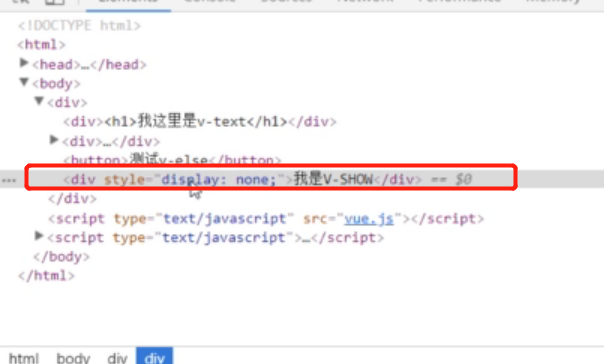 Elements Console Sources Network Performance Memory
<!DOCTYPE html>
<html>
▶<head>…</head>
▼<body>
▼<div>
<div><h1>我这里是v-text</h1></div>
▶<div>…</div>
<button>测试v-else</button>
… <div style="display: none;">我是V-SHOW</div> == $0
</div>
<script type="text/javascript" src="vue.js"></script>
▶<script type="text/javascript">…</script>
</body>
</html>
html body div div